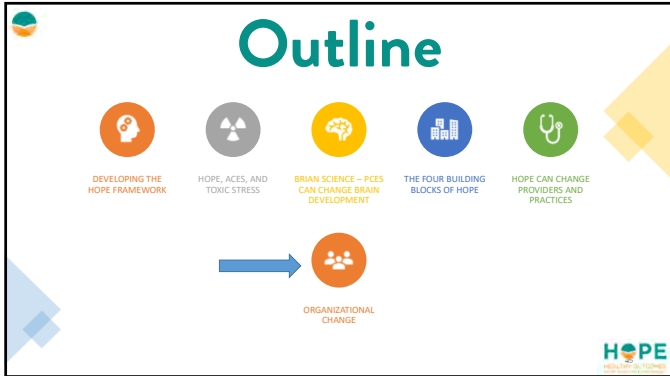 Outline
DEVELOPING THE
HOPE FRAMEWORK
HOPE, ACES, AND
TOXIC STRESS
BRIAN SCIENCE – PCES
CAN CHANGE BRAIN
DEVELOPMENT
THE FOUR BUILDING
BLOCKS OF HOPE
HOPE CAN CHANGE
PROVIDERS AND
PRACTICES
ORGANIZATIONAL
CHANGE
HOPE
HEALTHY OUTCOMES